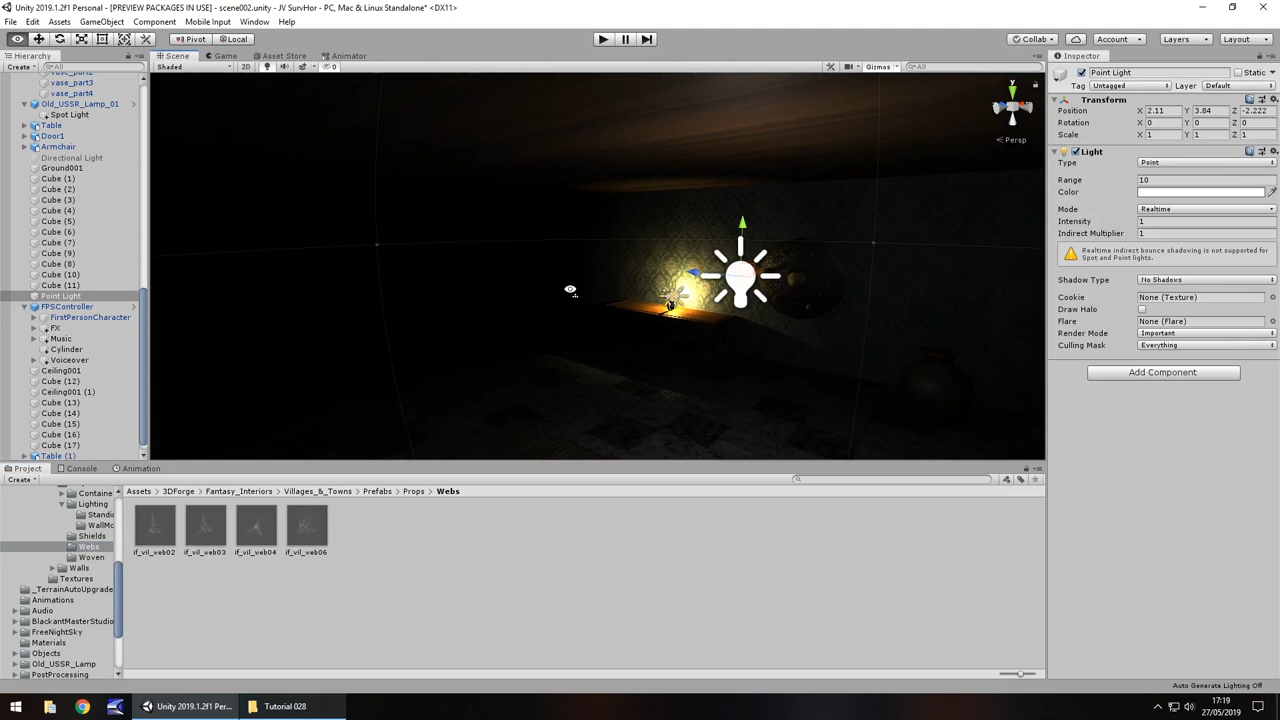 Unity 2019.1.2f1 Personal - [PREVIEW PACKAGES IN USE] - scene002.unity - JV SurvHor - PC, Mac & Linux Standalone* <DX11>
File Edit Assets GameObject Component Mobile Input Window Help
Pivot Local Collab Account Layers Layout
Hierarchy Scene Game Asset Store Animator Inspector
Create All Shaded 2D 0 Gizmos All Point Light Static
vase_part2
vase_part3
vase_part4
Old_USSR_Lamp_01
Spot Light
Table
Door1
Armchair
Directional Light
Ground001
Cube (1)
Cube (2)
Cube (3)
Cube (4)
Cube (5)
Cube (6)
Cube (7)
Cube (9)
Cube (8)
Cube (10)
Cube (11)
Point Light
FPSController
FirstPersonCharacter
FX
Music
Cylinder
Voiceover
Ceiling001
Cube (12)
Ceiling001 (1)
Cube (13)
Cube (14)
Cube (15)
Cube (16)
Cube (17)
Table (1)
y
Persp
Tag Untagged Layer Default
Transform
Position X 2.11 Y 3.84 Z -2.222
Rotation X 0 Y 0 Z 0
Scale X 1 Y 1 Z 1
Light
Type Point
Range 10
Color
Mode Realtime
Intensity 1
Indirect Multiplier 1
Realtime indirect bounce shadowing is not supported for
Spot and Point lights.
Shadow Type No Shadows
Cookie None (Texture)
Draw Halo
Flare None (Flare)
Render Mode Important
Culling Mask Everything
Add Component
Project Console Animation
Create
Containe
Lighting
Standi
WallMo
Shields
Webs
Woven
Walls
Textures
_TerrainAutoUpgrade
Animations
Audio
BlackantMasterStudio
FreeNightSky
Materials
Objects
Old_USSR_Lamp
PostProcessing
Assets 3DForge Fantasy_Interiors Villages_&_Towns Prefabs Props Webs
if_vil_web02 if_vil_web03 if_vil_web04 if_vil_web06
Auto Generate Lighting Off
Unity 2019.1.2f1 Per... Tutorial 028
17:19
27/05/2019